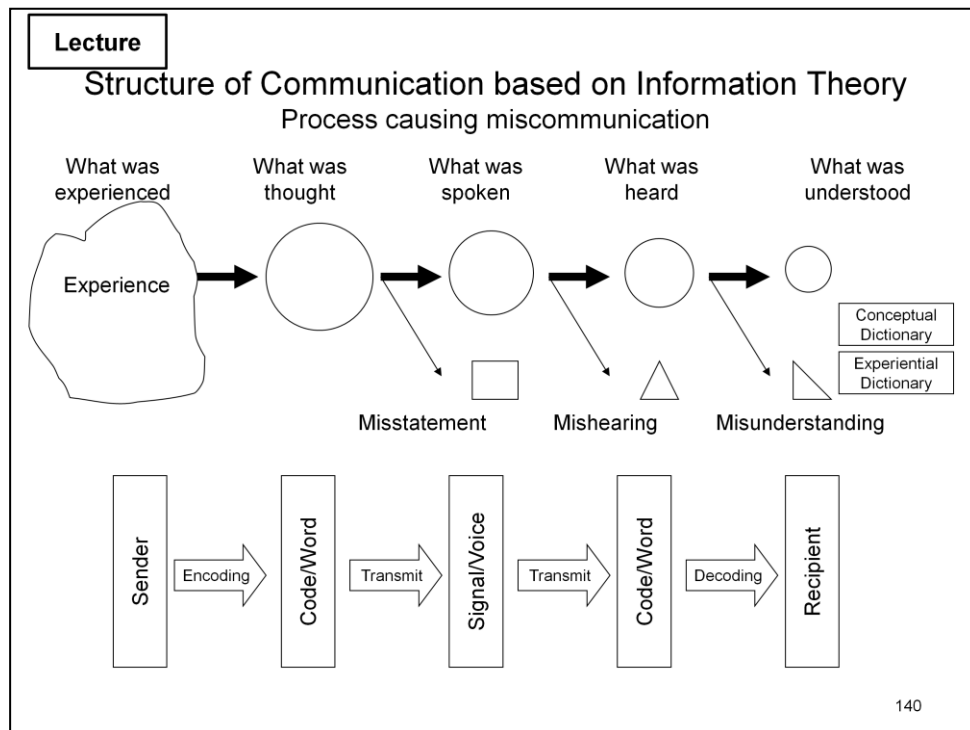 Lecture
Structure of Communication based on Information Theory
Process causing miscommunication
What was
experienced
What was
thought
What was
spoken
What was
heard
What was
understood
Experience
Conceptual
Dictionary
Experiential
Dictionary
Misstatement
Mishearing
Misunderstanding
Sender
Encoding
Code/Word
Transmit
Signal/Voice
Transmit
Code/Word
Decoding
Recipient
140